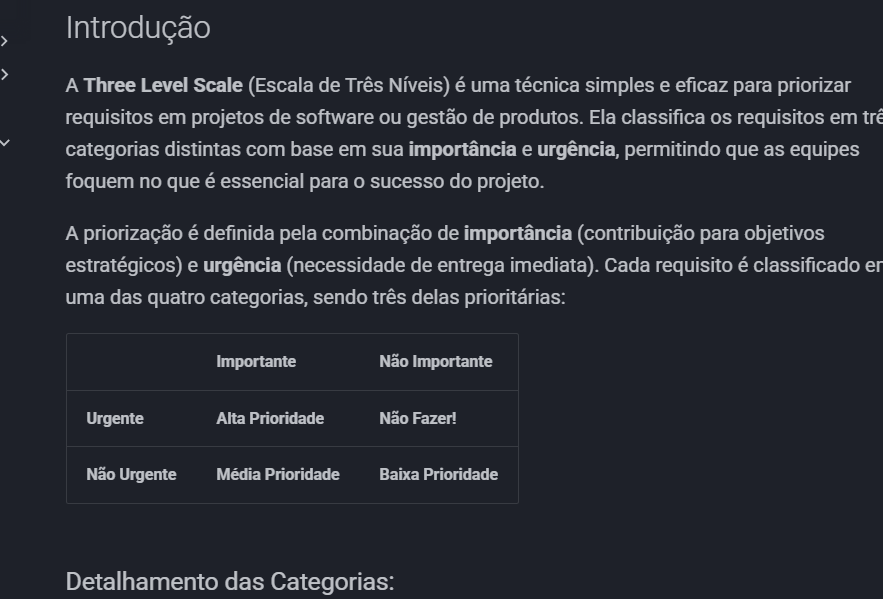 Introdução
A Three Level Scale (Escala de Três Níveis) é uma técnica simples e eficaz para priorizar
requisitos em projetos de software ou gestão de produtos. Ela classifica os requisitos em
categorias distintas com base em sua importância e urgência, permitindo que as equipes
foquem no que é essencial para o sucesso do projeto.
A priorização é definida pela combinação de importância (contribuição para objetivos
estratégicos) e urgência (necessidade de entrega imediata). Cada requisito é classificado
uma das quatro categorias, sendo três delas prioritárias:
Importante Não Importante
Urgente Alta Prioridade Não Fazer!
Não Urgente Média Prioridade Baixa Prioridade
Detalhamento das Categorias: